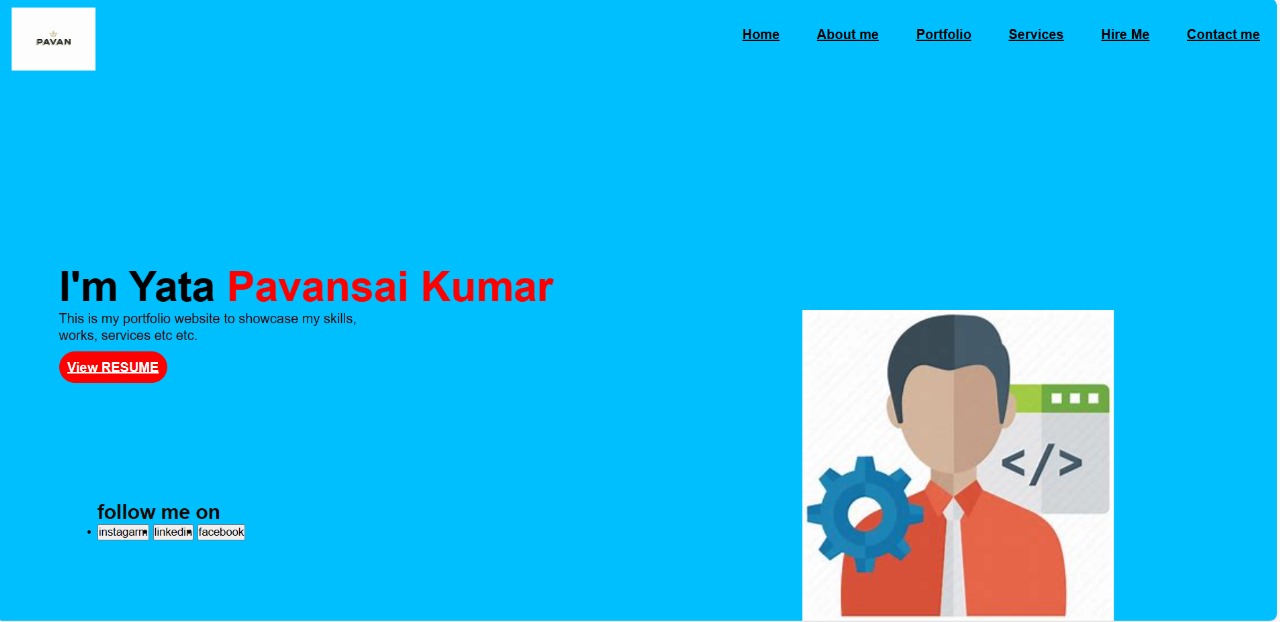 PAVAN
Home About me Portfolio Services Hire Me Contact me
I'm Yata Pavansai Kumar
This is my portfolio website to showcase my skills,
works, services etc etc.
View RESUME
</>
follow me on
instagarm linkedin facebook